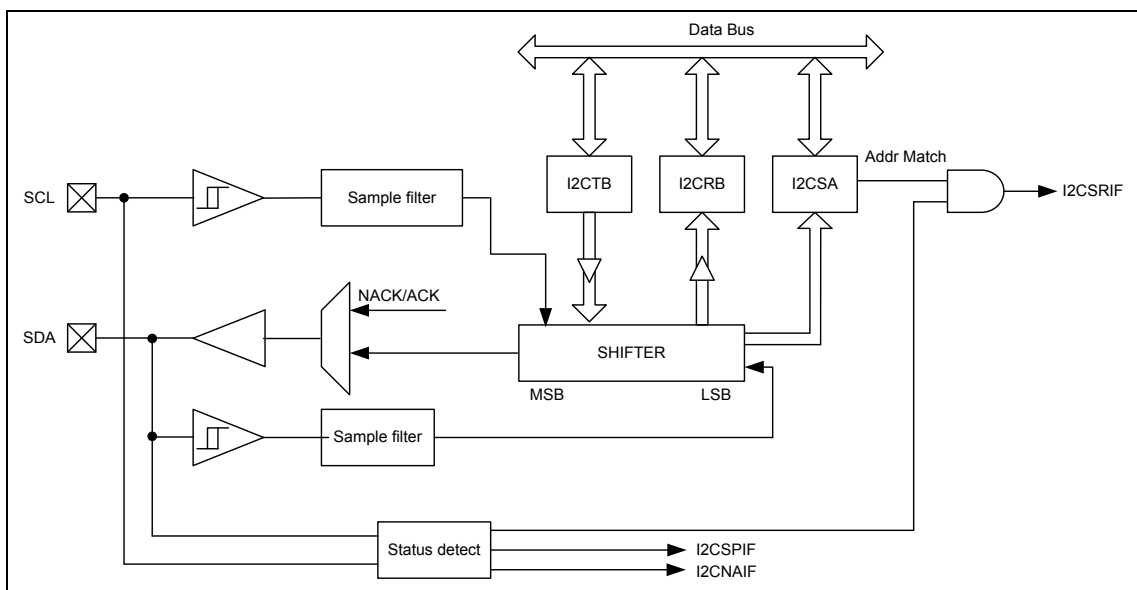 Data Bus
I2CTB
I2CRB
I2CSA
Addr Match
I2CSRIF
SCL
Sample filter
NACK/ACK
SDA
SHIFTER
MSB
LSB
Sample filter
Status detect
I2CSPIF
I2CNAIF